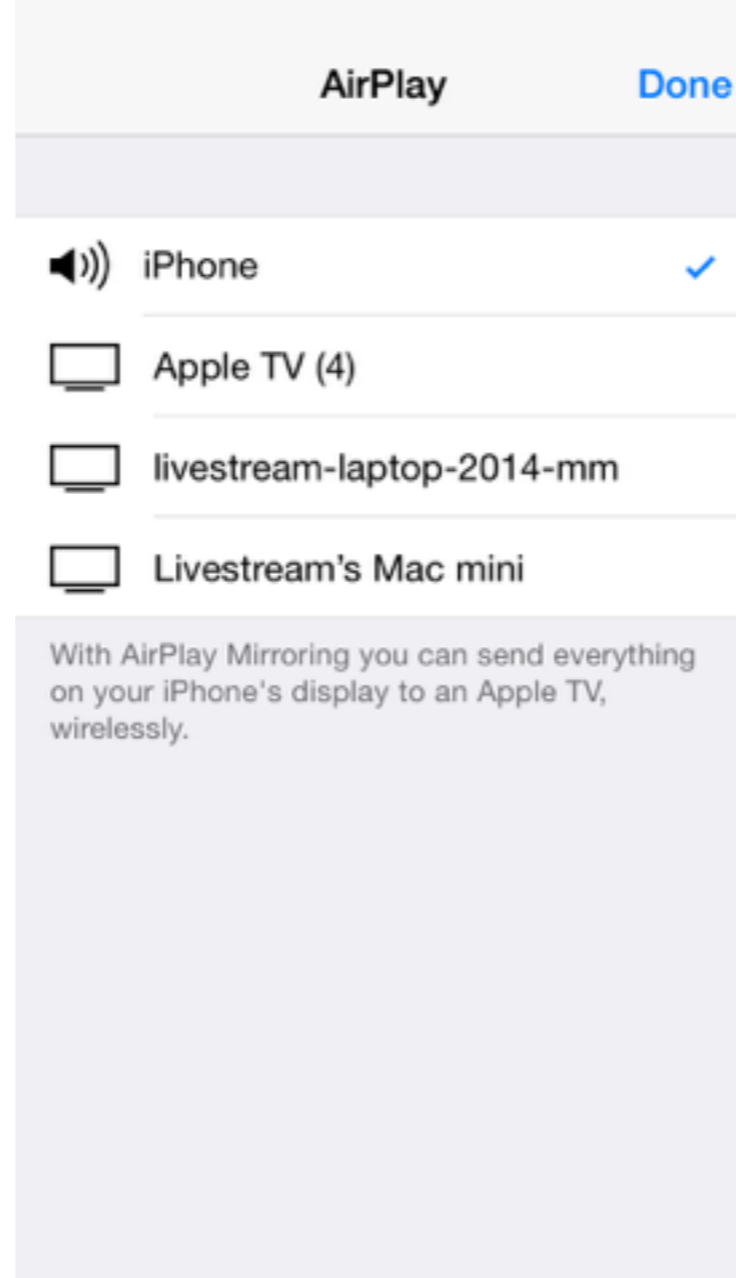 AirPlay Done
iPhone
Apple TV (4)
livestream-laptop-2014-mm
Livestream’s Mac mini
With AirPlay Mirroring you can send everything
on your iPhone's display to an Apple TV,
wirelessly.